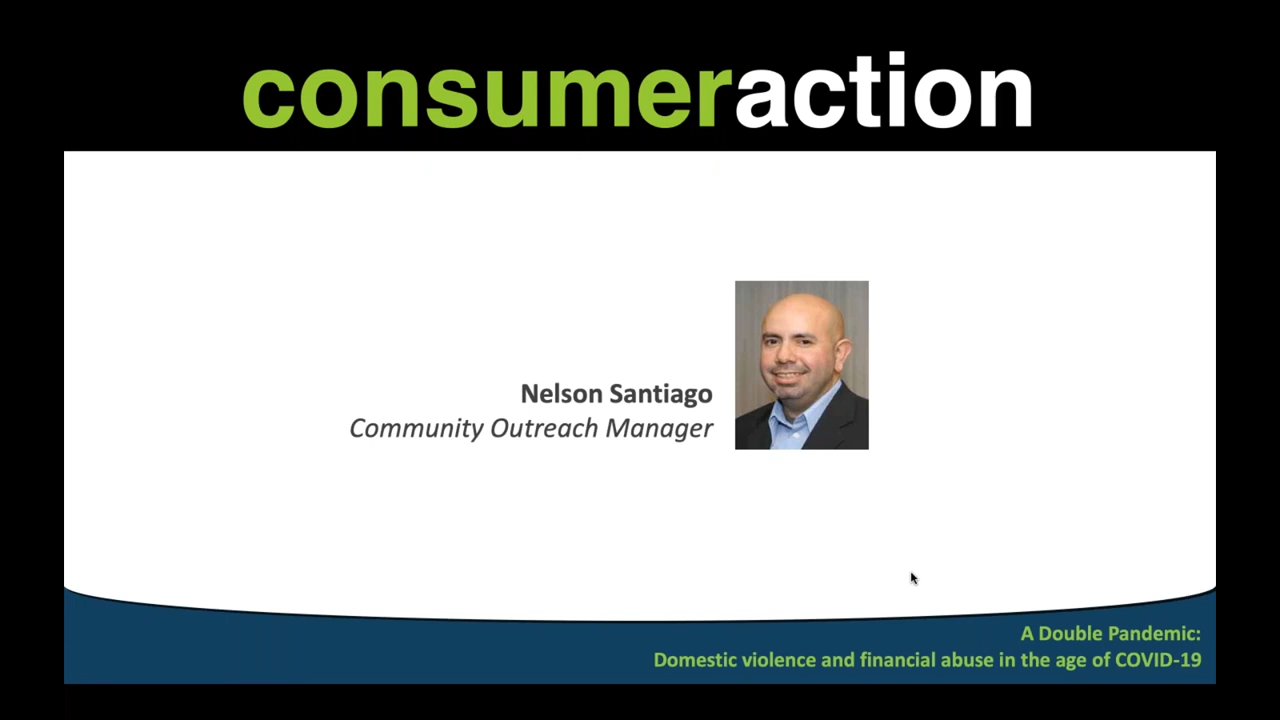 consumeraction
Nelson Santiago
Community Outreach Manager
A Double Pandemic:
Domestic violence and financial abuse in the age of COVID-19